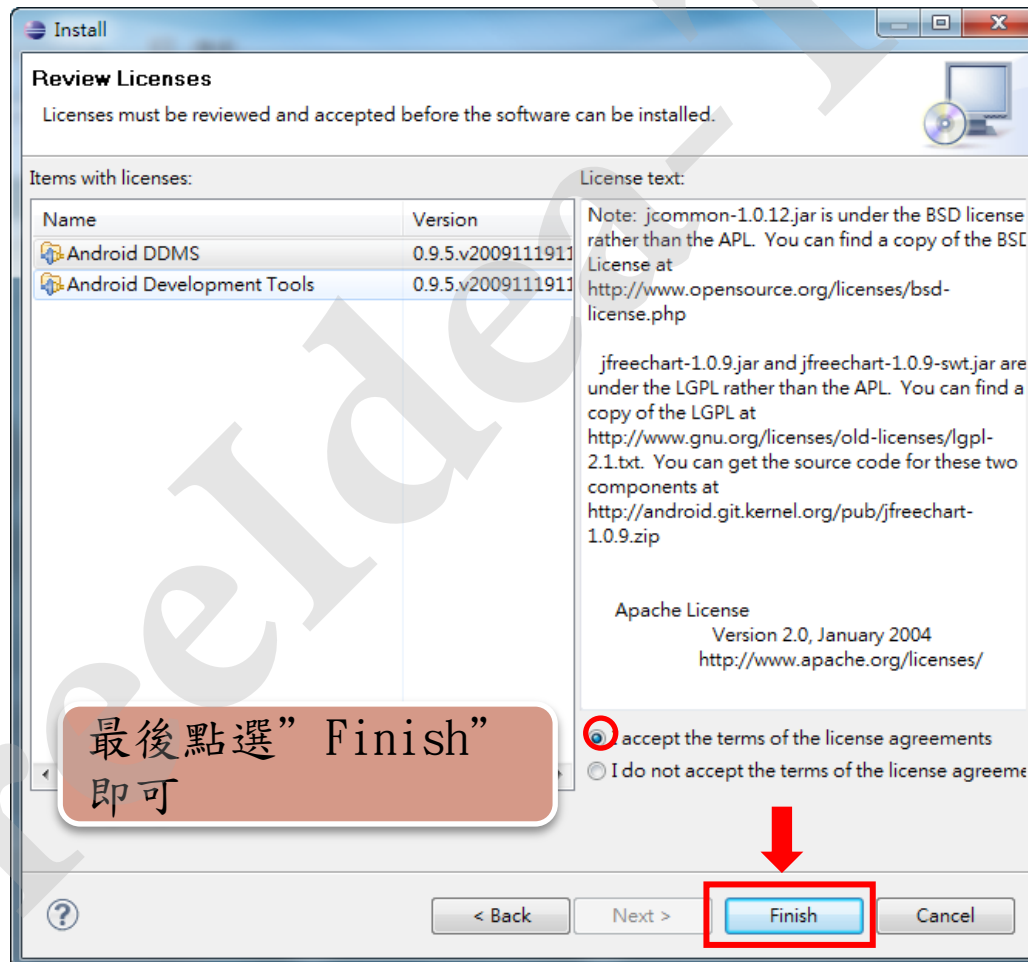 Install
Review Licenses
Licenses must be reviewed and accepted before the software can be installed.
Items with licenses:
Name Version
Android DDMS 0.9.5.v2009111911
Android Development Tools 0.9.5.v2009111911
License text:
Note: jcommon-1.0.12.jar is under the BSD license
rather than the APL. You can find a copy of the BSD
License at
http://www.opensource.org/licenses/bsd-
license.php
jfreechart-1.0.9.jar and jfreechart-1.0.9-swt.jar are
under the LGPL rather than the APL. You can find a
copy of the LGPL at
http://www.gnu.org/licenses/old-licenses/lgpl-
2.1.txt. You can get the source code for these two
components at
http://android.git.kernel.org/pub/jfreechart-
1.0.9.zip
Apache License
Version 2.0, January 2004
http://www.apache.org/licenses/
最後點選”Finish”
即可
I accept the terms of the license agreements
I do not accept the terms of the license agreeme
< Back Next > Finish Cancel